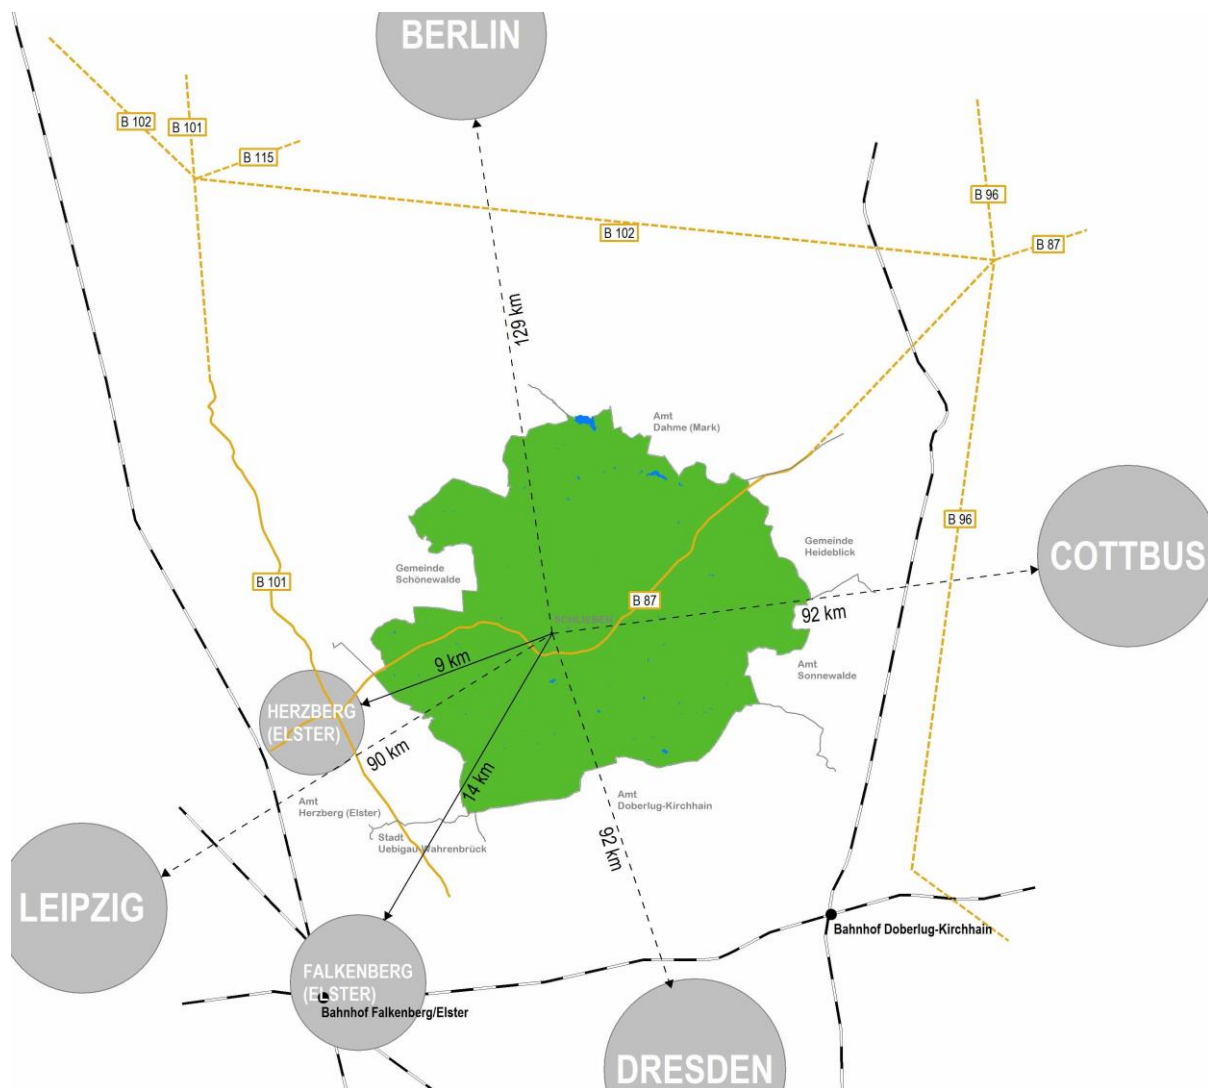 BERLIN
B 102
B 101
B 115
B 96
B 102
B 87
129 km
Amt
Dahme (Mark)
B 96
Gemeinde
Heideblick
COTTBUS
Gemeinde
Schönewalde
B 101
B 87
SCHLIEBEN
92 km
9 km
Amt
Sonnewalde
HERZBERG
(ELSTER)
90 km
14 km
Amt
Herzberg (Elster)
Amt
Doberlug-Kirchhain
Stadt
Uebigau-Wahrenbrück
92 km
LEIPZIG
Bahnhof Doberlug-Kirchhain
FALKENBERG
(ELSTER)
Bahnhof Falkenberg/Elster
DRESDEN